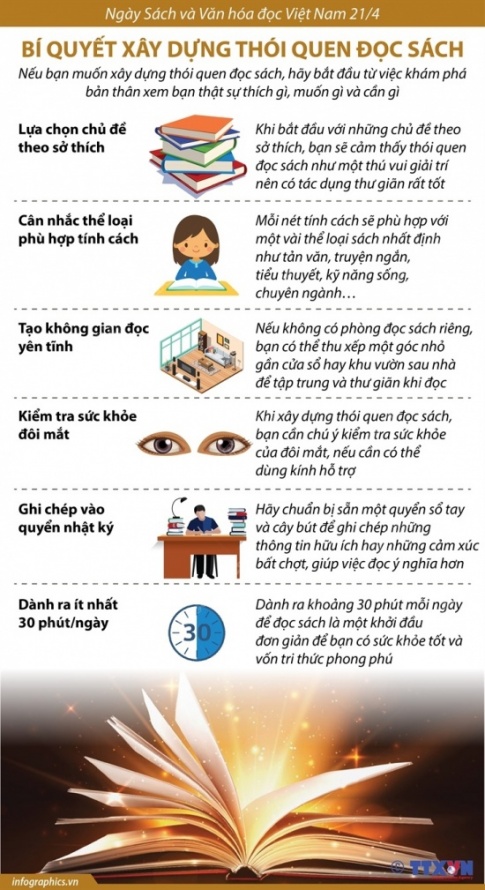 Ngày Sách và Văn hóa đọc Việt Nam 21/4
BÍ QUYẾT XÂY DỰNG THÓI QUEN ĐỌC SÁCH
Nếu bạn muốn xây dựng thói quen đọc sách, hãy bắt đầu từ việc khám phá
bản thân xem bạn thật sự thích gì, muốn gì và cần gì
Lựa chọn chủ đề
theo sở thích
Khi bắt đầu với những chủ đề theo
sở thích, bạn sẽ cảm thấy thói quen
đọc sách như một thú vui giải trí
nên có tác dụng thư giãn rất tốt
Cân nhắc thể loại
phù hợp tính cách
Mỗi nét tính cách sẽ phù hợp với
một vài thể loại sách nhất định
như tản văn, truyện ngắn,
tiểu thuyết, kỹ năng sống,
chuyên ngành...
Tạo không gian đọc
yên tĩnh
Nếu không có phòng đọc sách riêng,
bạn có thể thu xếp một góc nhỏ
gần cửa sổ hay khu vườn sau nhà
để tập trung và thư giãn khi đọc
Kiểm tra sức khỏe
đôi mắt
Khi xây dựng thói quen đọc sách,
bạn cần chú ý kiểm tra sức khỏe
của đôi mắt, nếu cần có thể
dùng kính hỗ trợ
Ghi chép vào
quyển nhật ký
Hãy chuẩn bị sẵn một quyển sổ tay
và cây bút để ghi chép những
thông tin hữu ích hay những cảm xúc
bất chợt, giúp việc đọc ý nghĩa hơn
Dành ra ít nhất
30 phút/ngày
30
Dành ra khoảng 30 phút mỗi ngày
để đọc sách là một khởi đầu
đơn giản để bạn có sức khỏe tốt và
vốn tri thức phong phú
© TTXVN
infographics.vn